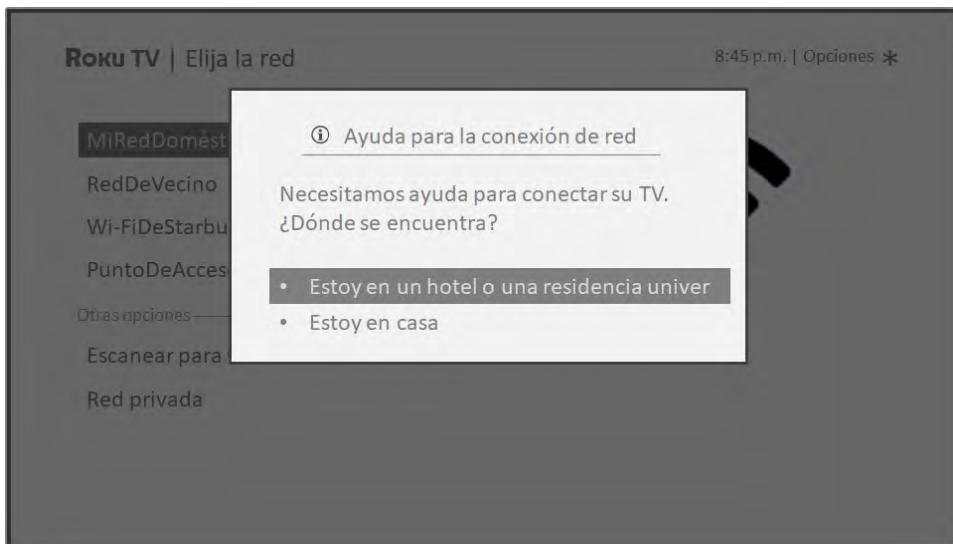 Roku TV | Elija la red
8:45 p.m. | Opciones *
Ayuda para la conexión de red
MiRedDomést
RedDeVecino
Necesitamos ayuda para conectar su TV.
¿Dónde se encuentra?
Wi-FiDeStarbu
PuntoDeAcces
• Estoy en un hotel o una residencia univer
Otras opciones
• Estoy en casa
Escanear para
Red privada